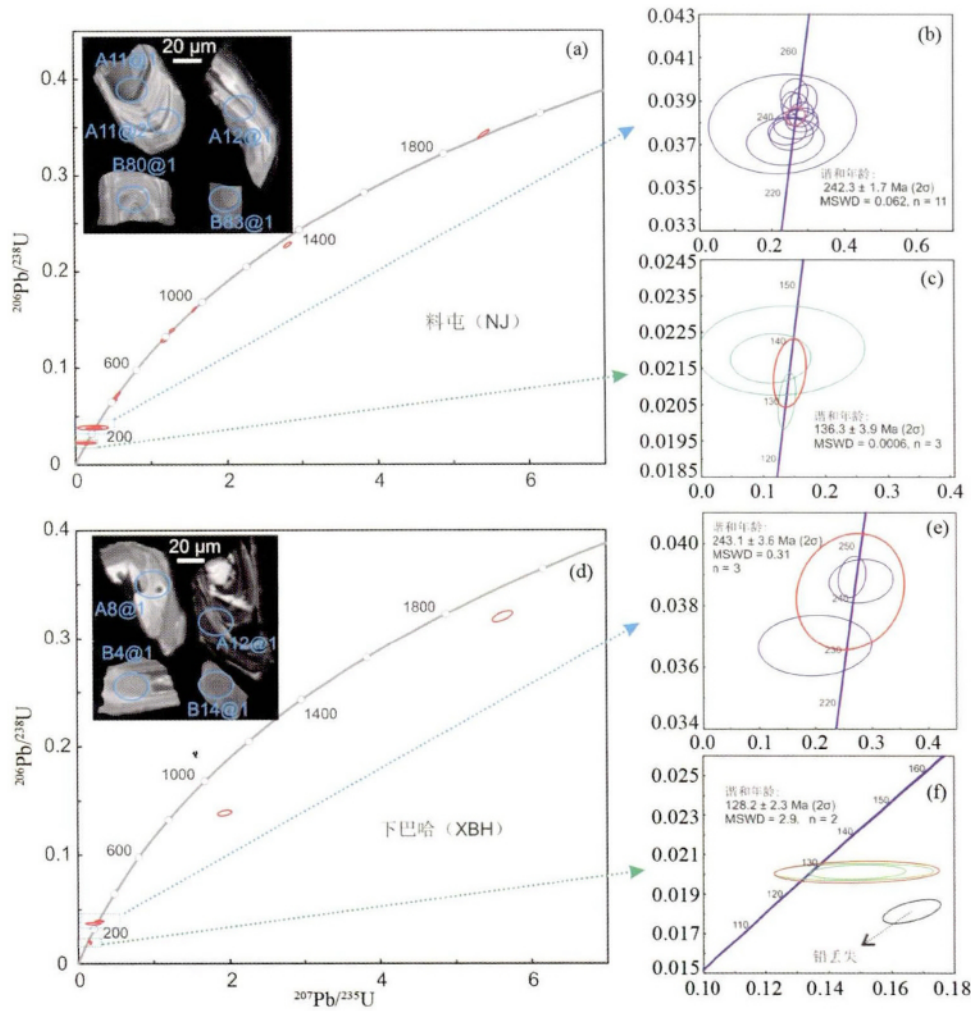 (a)
20 µm
A11@1
A11@2
A12@1
B80@1
B83@1
206Pb/238U
0.4
0.3
0.2
0.1
0
200
600
1000
1400
1800
料屯（NJ）
0 2 4 6
(b)
0.043
0.041
0.039
0.037
0.035
0.033
260
240
220
谐和年龄:
242.3 ± 1.7 Ma (2σ)
MSWD = 0.062, n = 11
0.0 0.2 0.4 0.6
(c)
0.0245
0.0235
0.0225
0.0215
0.0205
0.0195
0.0185
150
140
130
120
谐和年龄:
136.3 ± 3.9 Ma (2σ)
MSWD = 0.0006, n = 3
0.0 0.1 0.2 0.3 0.4
(d)
20 µm
A8@1
A12@1
B4@1
B14@1
206Pb/238U
0.4
0.3
0.2
0.1
0
200
600
1000
1400
1800
下巴哈（XBH）
0 2 4 6
207Pb/235U
(e)
谐和年龄:
243.1 ± 3.6 Ma (2σ)
MSWD = 0.31
n = 3
0.040
0.038
0.036
0.034
250
240
230
220
0.0 0.1 0.2 0.3 0.4
(f)
谐和年龄:
128.2 ± 2.3 Ma (2σ)
MSWD = 2.9, n = 2
0.025
0.023
0.021
0.019
0.017
0.015
160
150
140
130
120
110
铅丢失
0.10 0.12 0.14 0.16 0.18